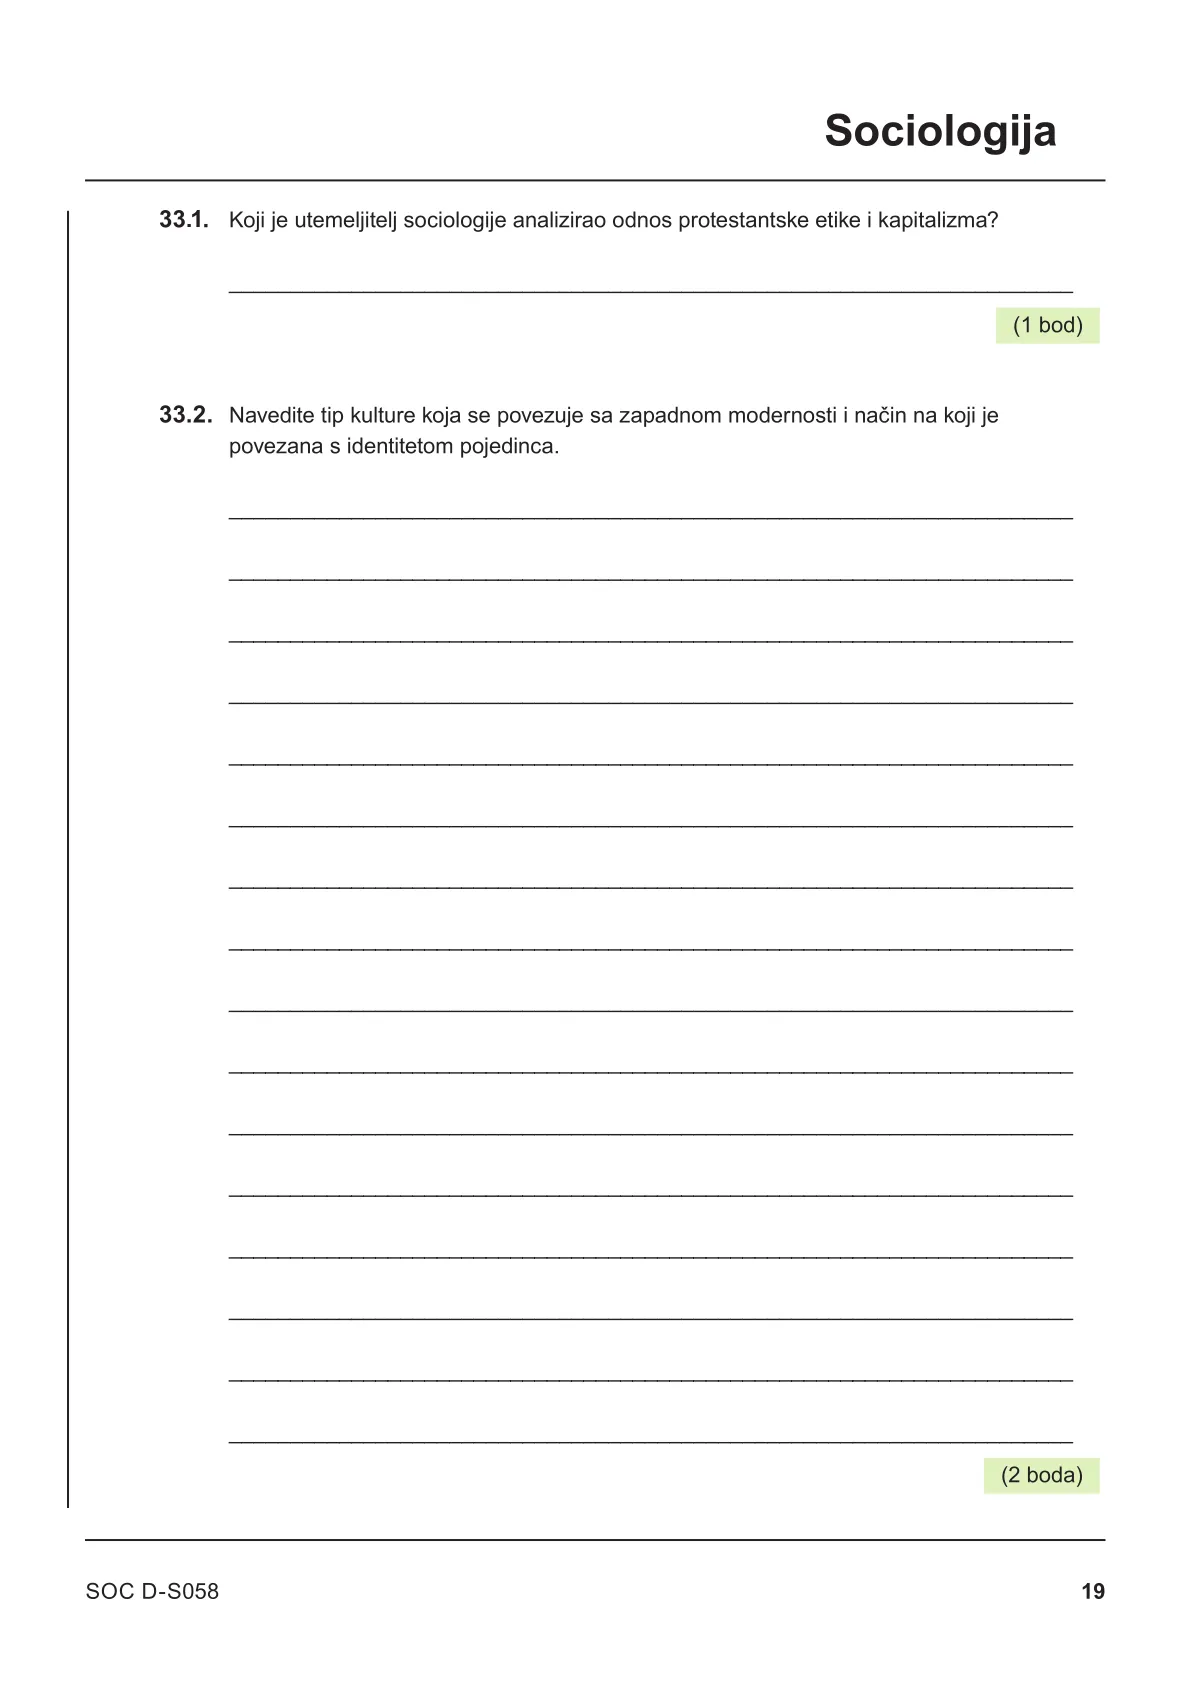 Sociologija
33.1. Koji je utemeljitelj sociologije analizirao odnos protestantske etike i kapitalizma?
(1 bod)
33.2. Navedite tip kulture koja se povezuje sa zapadnom modernosti i način na koji je
povezana s identitetom pojedinca.
(2 boda)
SOC D-S058
19